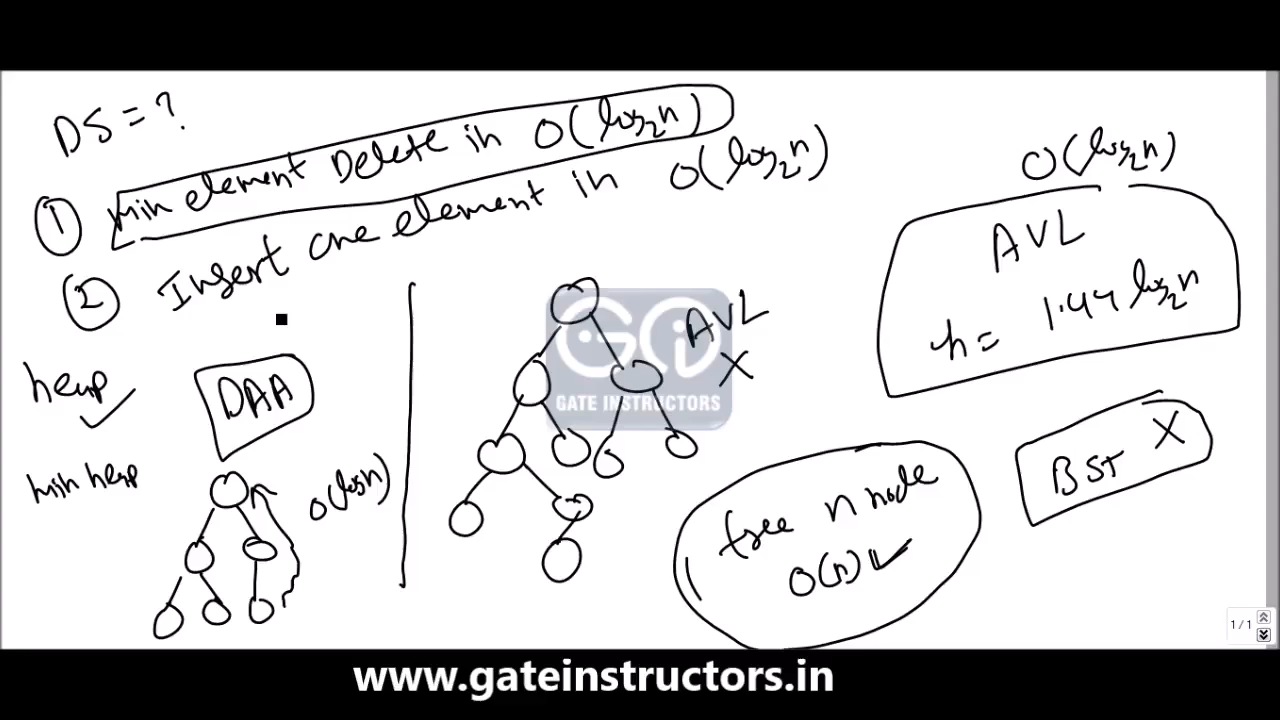 DS = ?
① Min element Delete in O(log₂n)
② Insert one element in O(log₂n)
heap ✓
DAA
min heap
O(logn)
AVL
X
GATE INSTRUCTORS
O(log₂n)
AVL
h = 1.44 log₂n
BST X
tree n node
O(n) ✓
1 / 1
www.gateinstructors.in